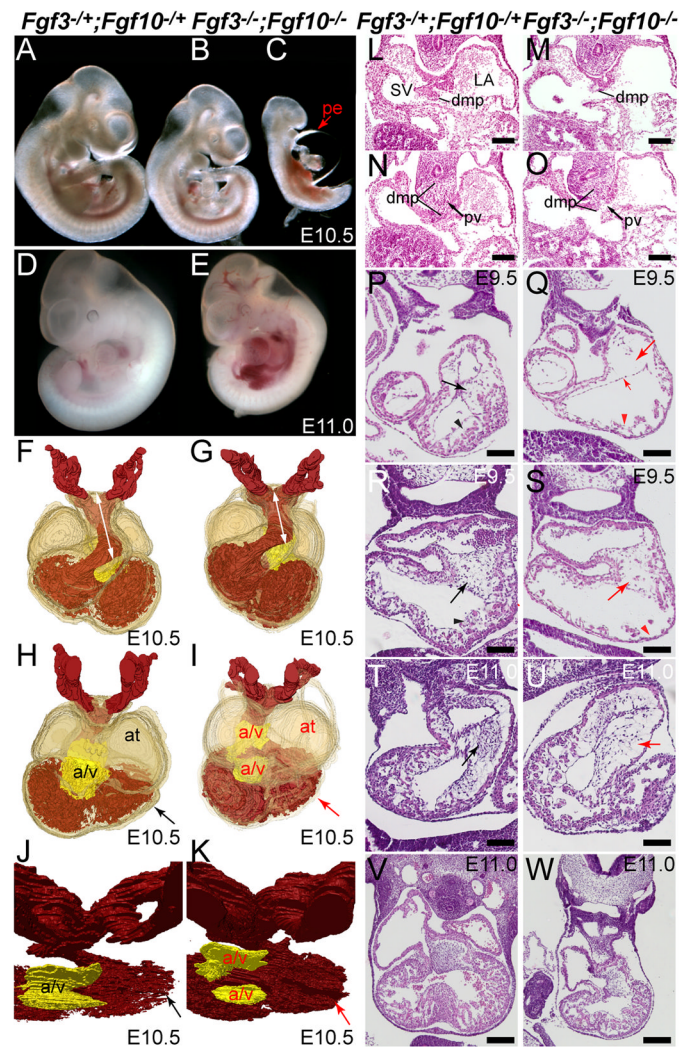 Fgf3-/+;Fgf10-/+ Fgf3-/-;Fgf10-/- Fgf3-/+;Fgf10-/+ Fgf3-/-;Fgf10-/-
A B C
pe
E10.5
D E
E11.0
F G
E10.5 E10.5
H I
at a/v at
a/v a/v
E10.5 E10.5
J K
a/v a/v
a/v
E10.5 E10.5
L M
SV LA
dmp dmp
N O
dmp pv dmp pv
P E9.5 Q E9.5
R E9.5 S E9.5
T E11.0 U E11.0
V E11.0 W E11.0